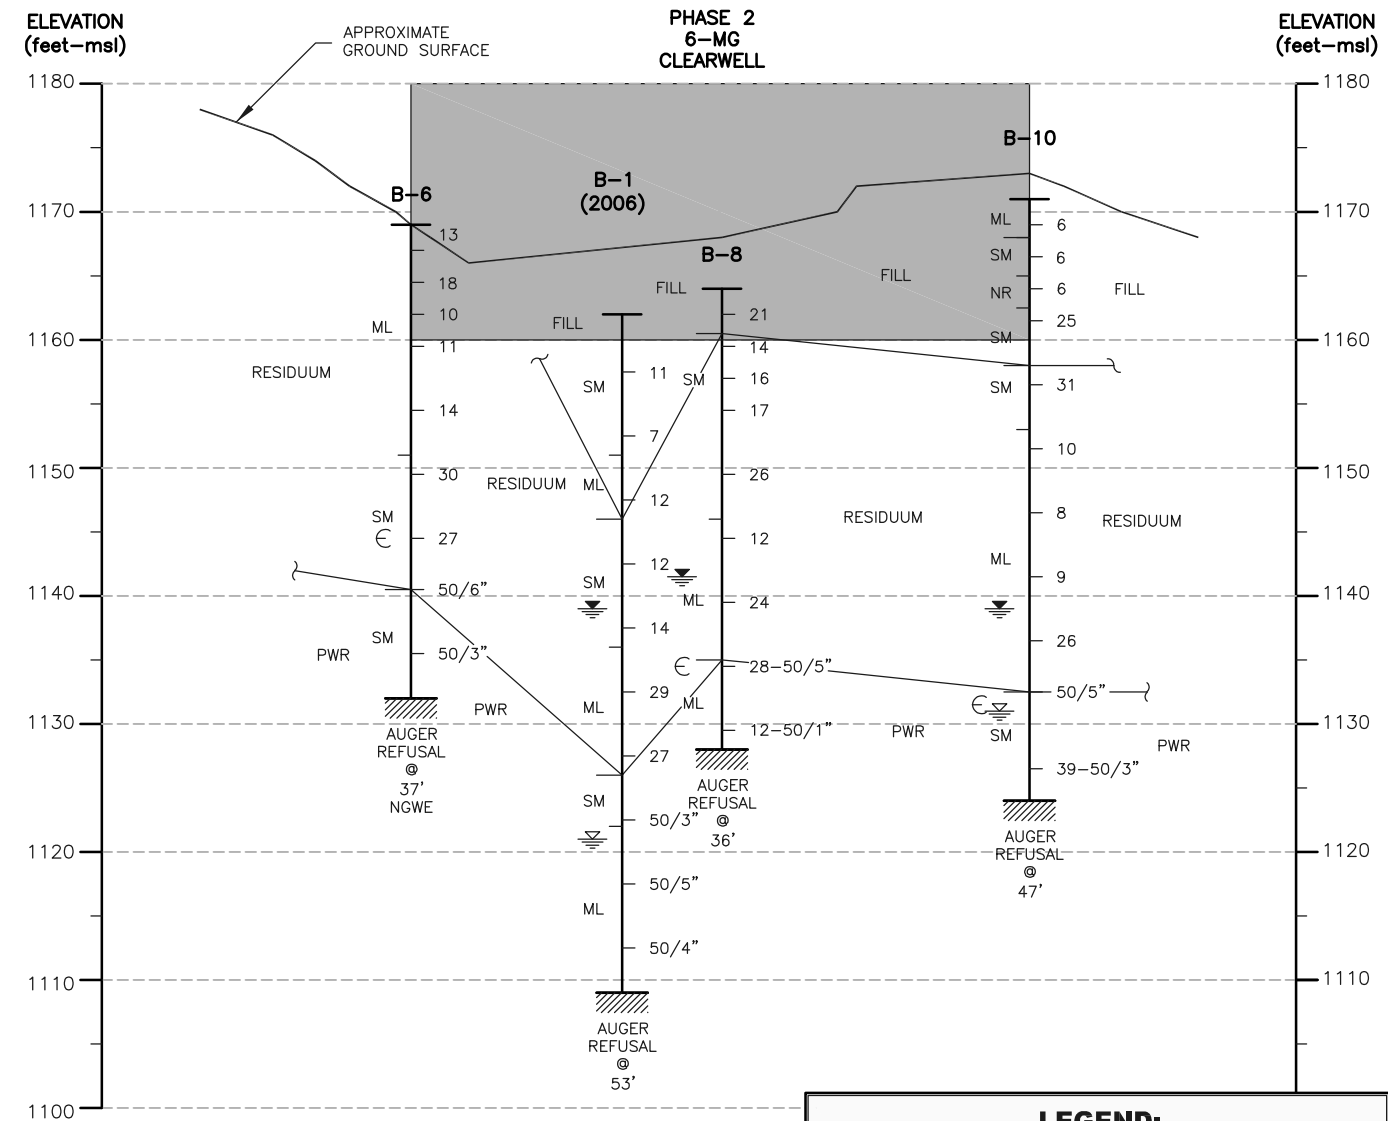 ELEVATION
(feet-msl)
APPROXIMATE
GROUND SURFACE
PHASE 2
6-MG
CLEARWELL
ELEVATION
(feet-msl)
1180
1170
1160
1150
1140
1130
1120
1110
1100
B-6
13
18
10
ML
11
RESIDUUM
14
30
SM
Є 27
50/6"
SM
PWR
50/3"
PWR
AUGER
REFUSAL
@
37'
NGWE
B-1
(2006)
FILL
11
SM
7
RESIDUUM
ML
12
12
SM
14
29
ML
27
SM
50/3"
50/5"
ML
50/4"
AUGER
REFUSAL
@
53'
B-8
FILL
21
14
SM
16
17
26
12
ML
24
Є 28-50/5"
ML
12-50/1"
AUGER
REFUSAL
@
36'
FILL
RESIDUUM
PWR
B-10
ML
6
SM
6
NR
6
FILL
25
SM
31
SM
10
8
RESIDUUM
ML
9
26
50/5"
Є
SM
PWR
39-50/3"
AUGER
REFUSAL
@
47'
1180
1170
1160
1150
1140
1130
1120
1110
LEGEND: